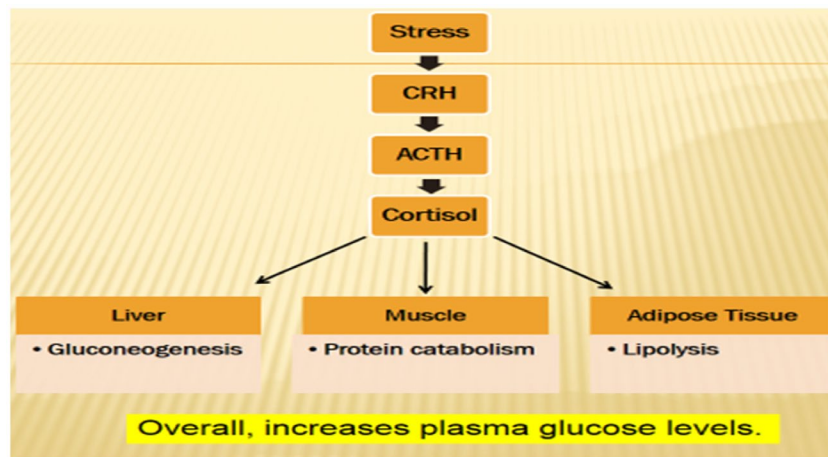 Stress
CRH
ACTH
Cortisol
Liver
• Gluconeogenesis
Muscle
• Protein catabolism
Adipose Tissue
• Lipolysis
Overall, increases plasma glucose levels.